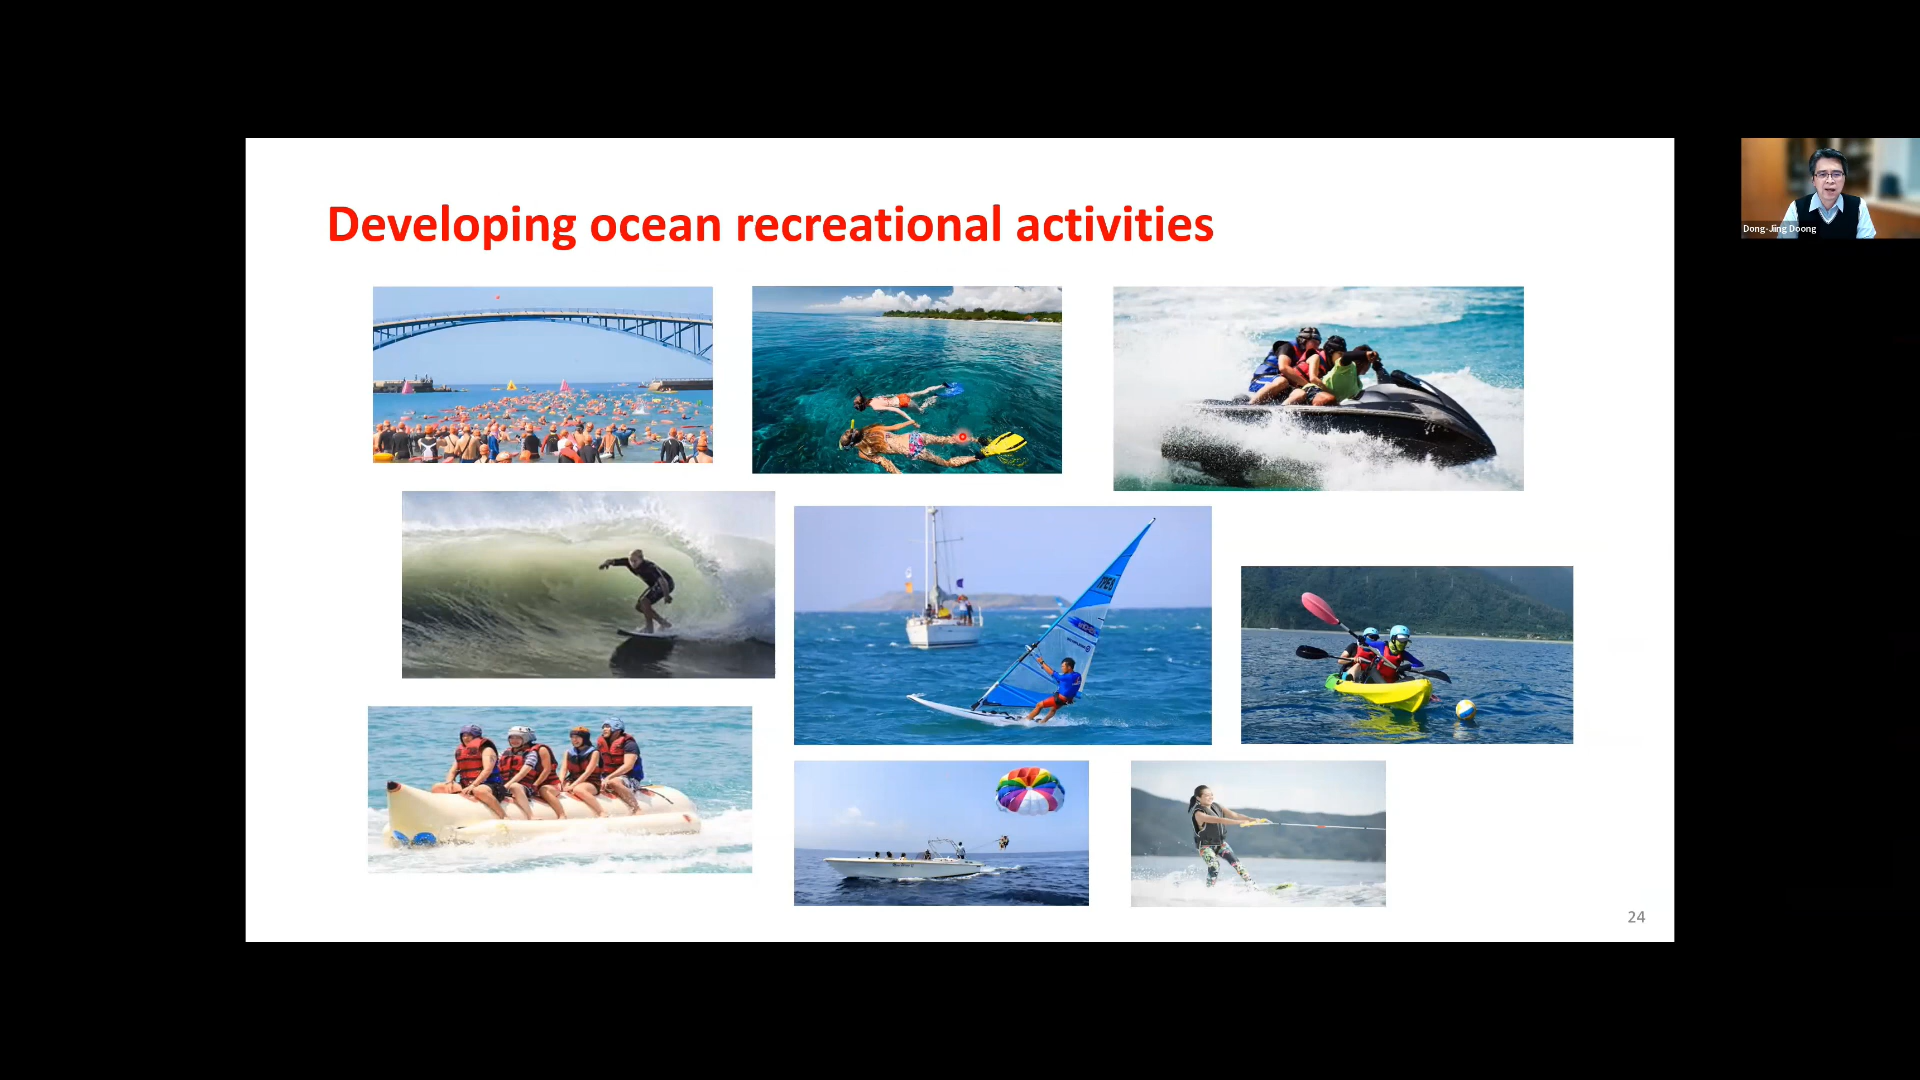 Developing ocean recreational activities
Dong-Jiing Doong
24